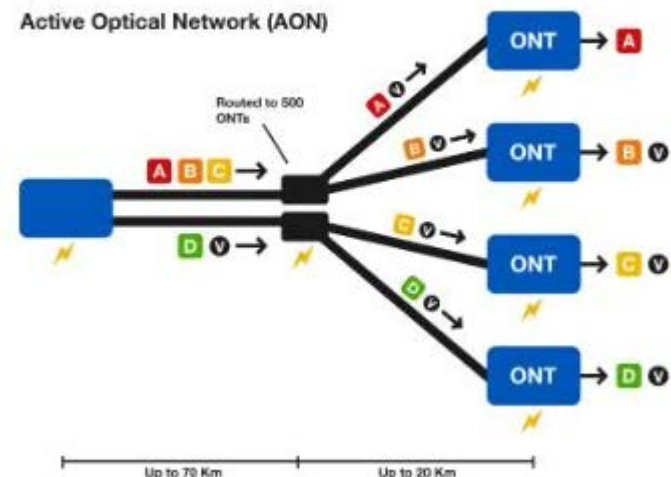 Active Optical Network (AON)
Routed to 500
ONTs
A B C
D V
A V
B V
C V
D V
ONT
A
ONT
B V
ONT
C V
ONT
D V
Up to 70 Km
Up to 20 Km